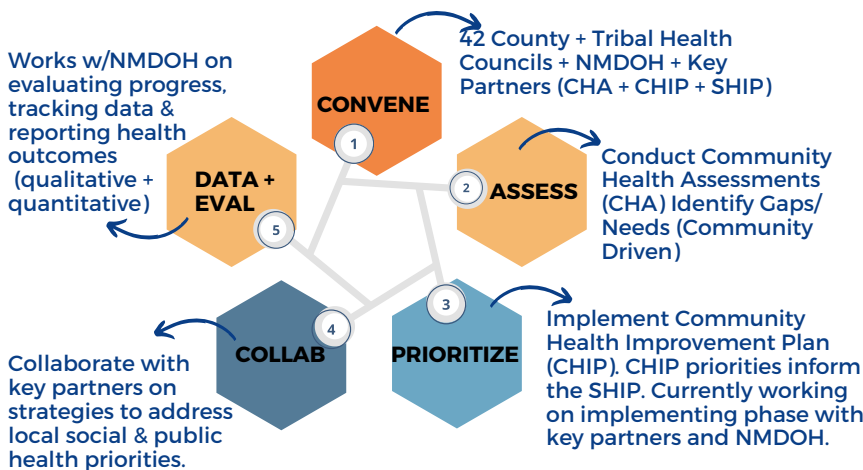 CONVENE
1
42 County + Tribal Health
Councils + NMDOH + Key
Partners (CHA + CHIP + SHIP)
ASSESS
2
Conduct Community
Health Assessments
(CHA) Identify Gaps/
Needs (Community
Driven)
PRIORITIZE
3
Implement Community
Health Improvement Plan
(CHIP). CHIP priorities inform
the SHIP. Currently working
on implementing phase with
key partners and NMDOH.
COLLAB
4
Collaborate with
key partners on
strategies to address
local social & public
health priorities.
DATA +
EVAL
5
Works w/NMDOH on
evaluating progress,
tracking data &
reporting health
outcomes
(qualitative +
quantitative)